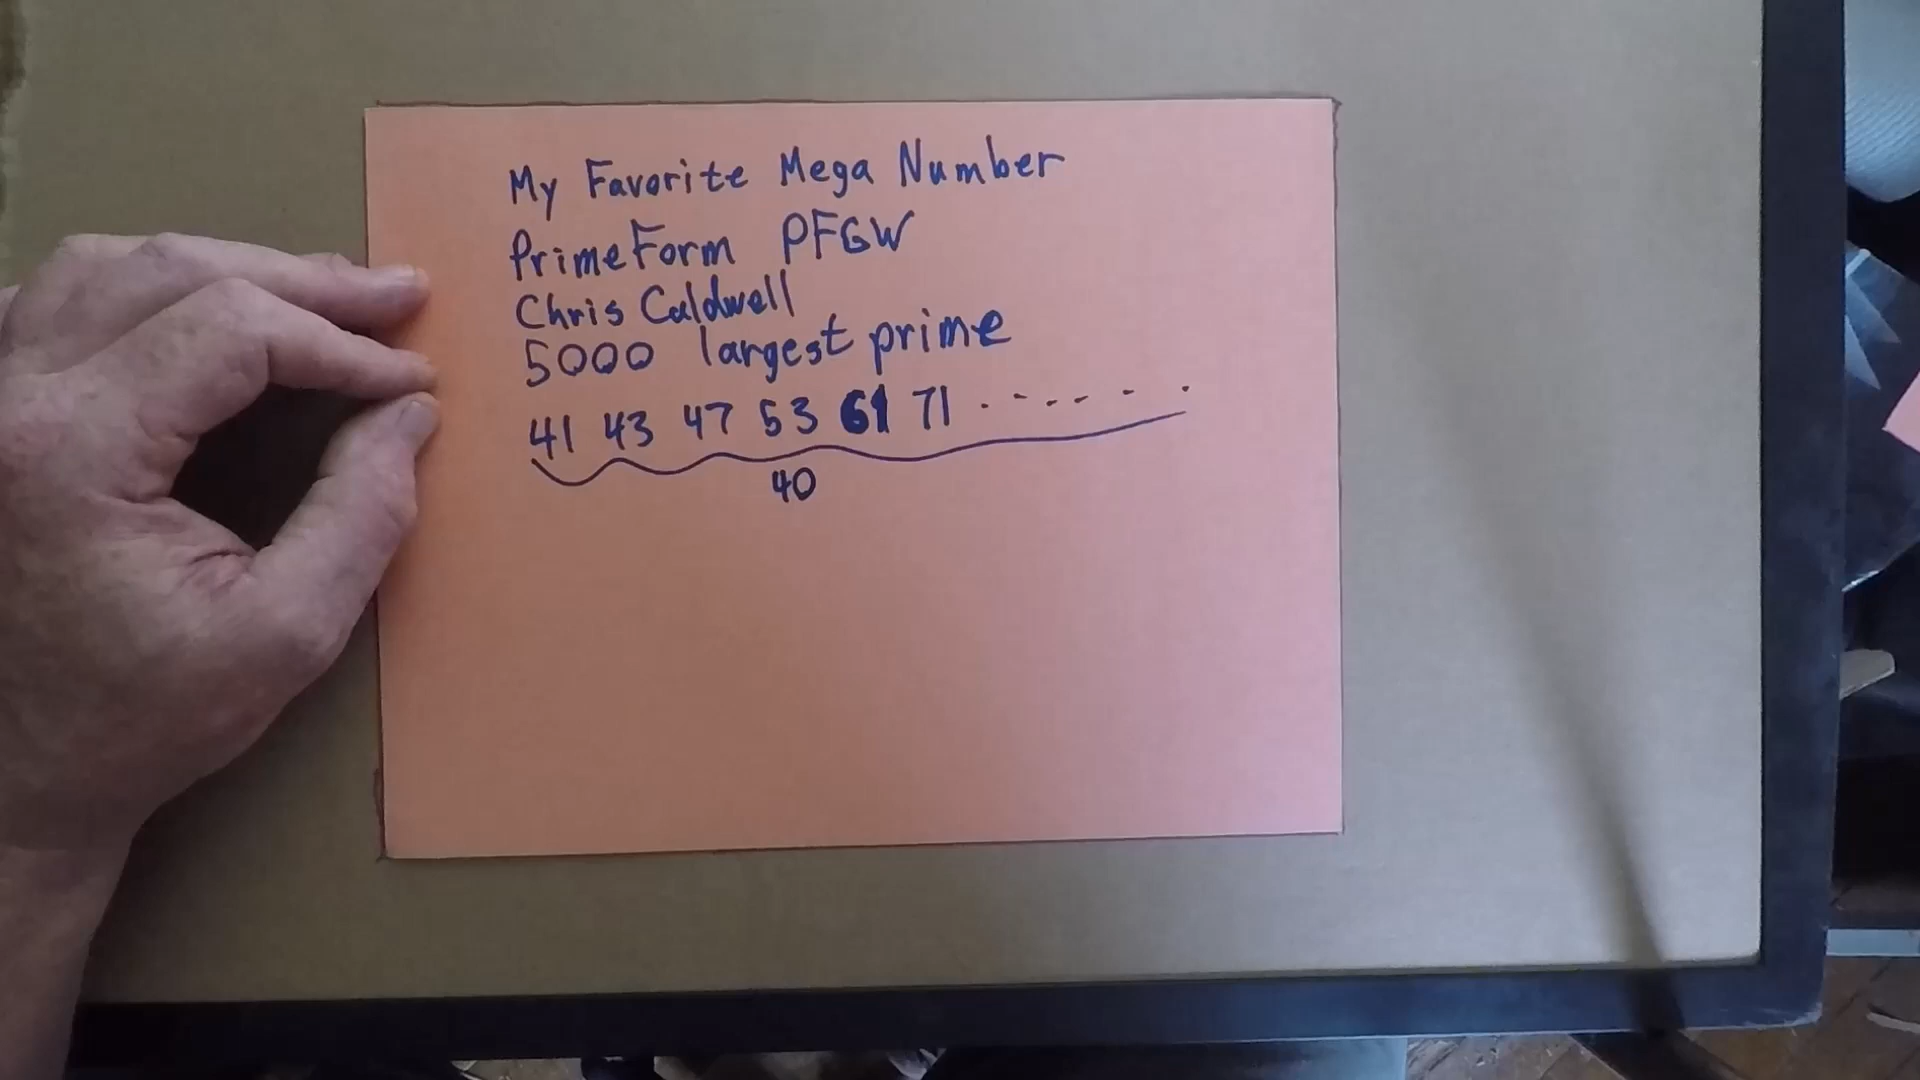 My Favorite Mega Number
PrimeForm PFGW
Chris Caldwell
5000 largest prime
41 43 47 53 61 71 . . . . . . .
40